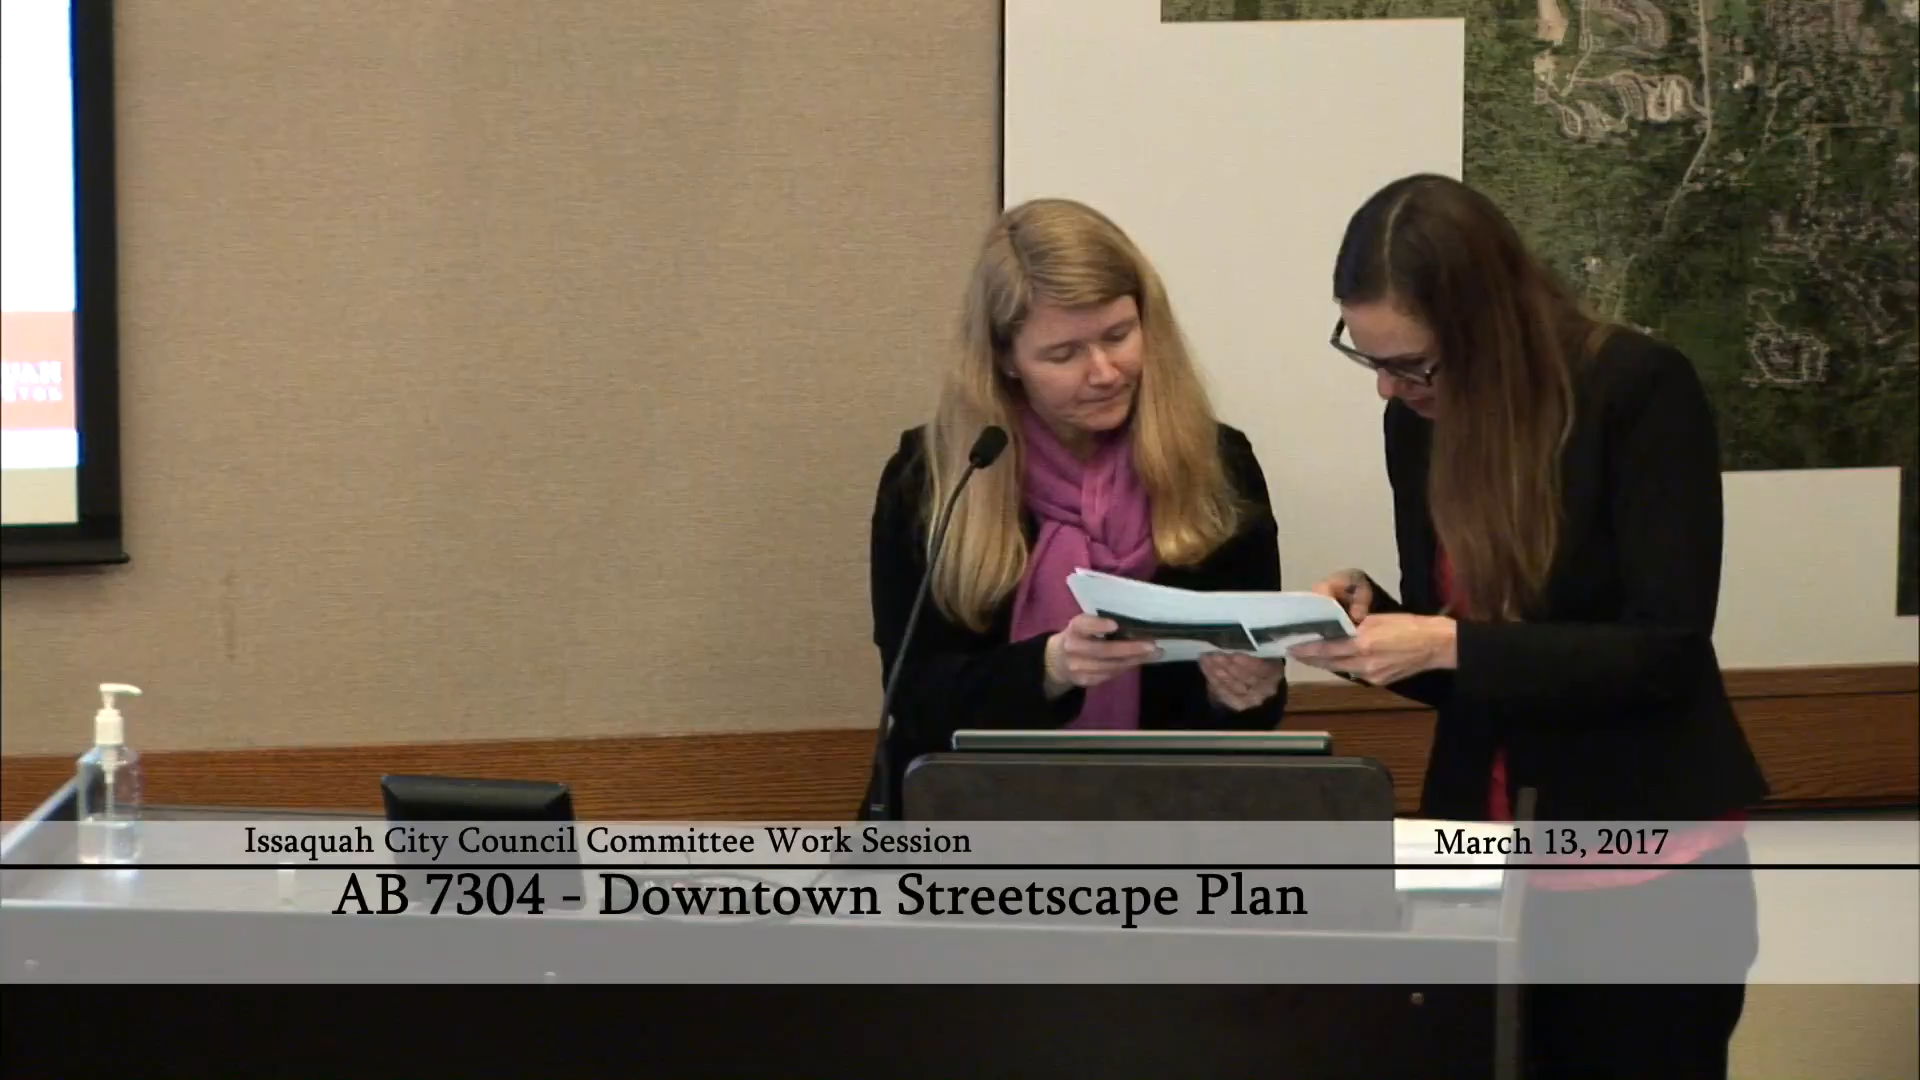 Issaquah City Council Committee Work Session
March 13, 2017
AB 7304 - Downtown Streetscape Plan